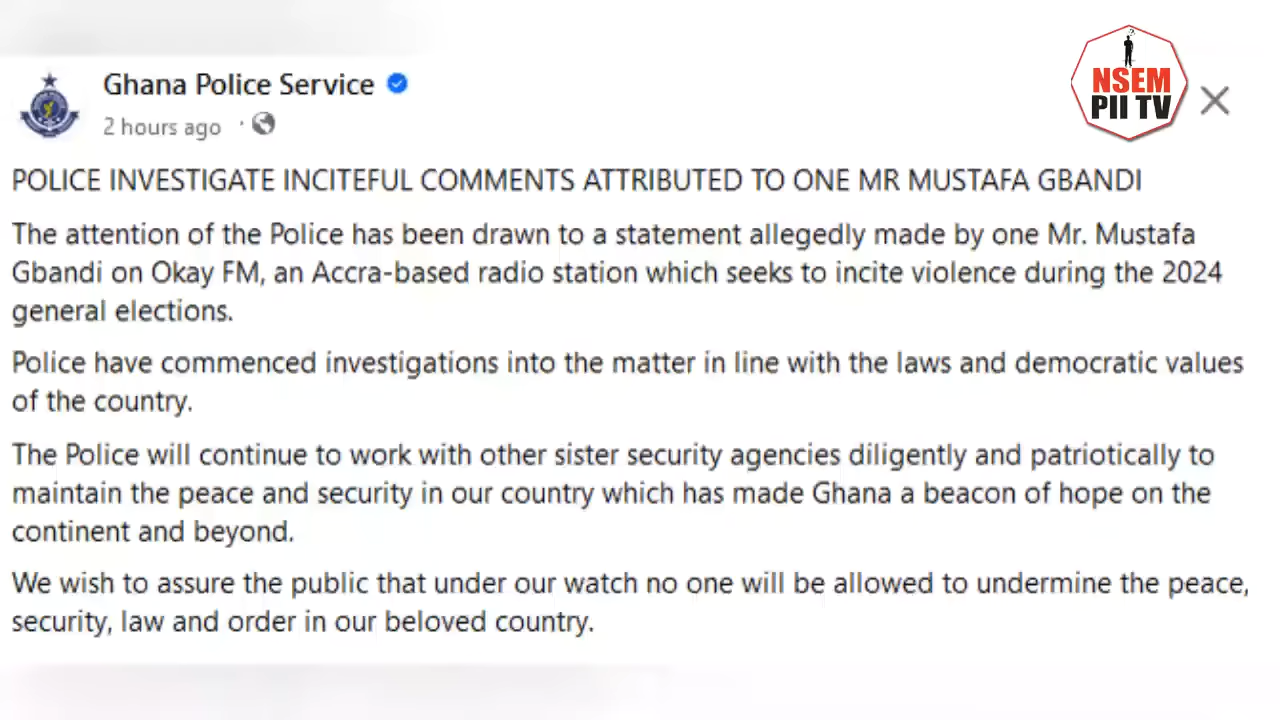 Ghana Police Service
2 hours ago ·
NSEM
PII TV
POLICE INVESTIGATE INCITEFUL COMMENTS ATTRIBUTED TO ONE MR MUSTAFA GBANDI
The attention of the Police has been drawn to a statement allegedly made by one Mr. Mustafa
Gbandi on Okay FM, an Accra-based radio station which seeks to incite violence during the 2024
general elections.
Police have commenced investigations into the matter in line with the laws and democratic values
of the country.
The Police will continue to work with other sister security agencies diligently and patriotically to
maintain the peace and security in our country which has made Ghana a beacon of hope on the
continent and beyond.
We wish to assure the public that under our watch no one will be allowed to undermine the peace,
security, law and order in our beloved country.